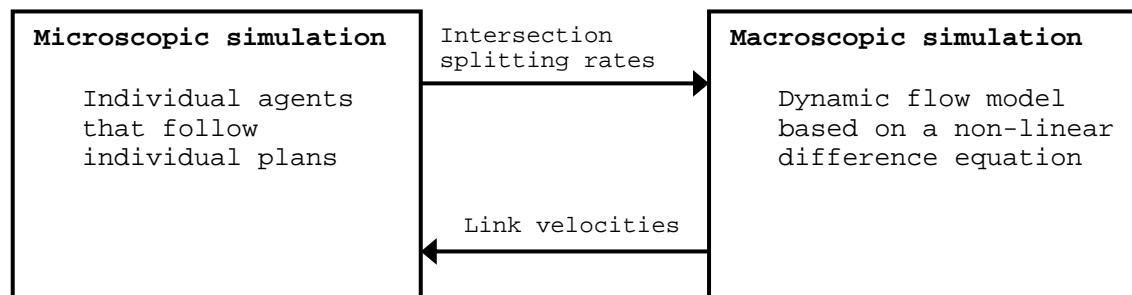 Microscopic simulation
Individual agents
that follow
individual plans
Intersection
splitting rates
Link velocities
Macroscopic simulation
Dynamic flow model
based on a non-linear
difference equation